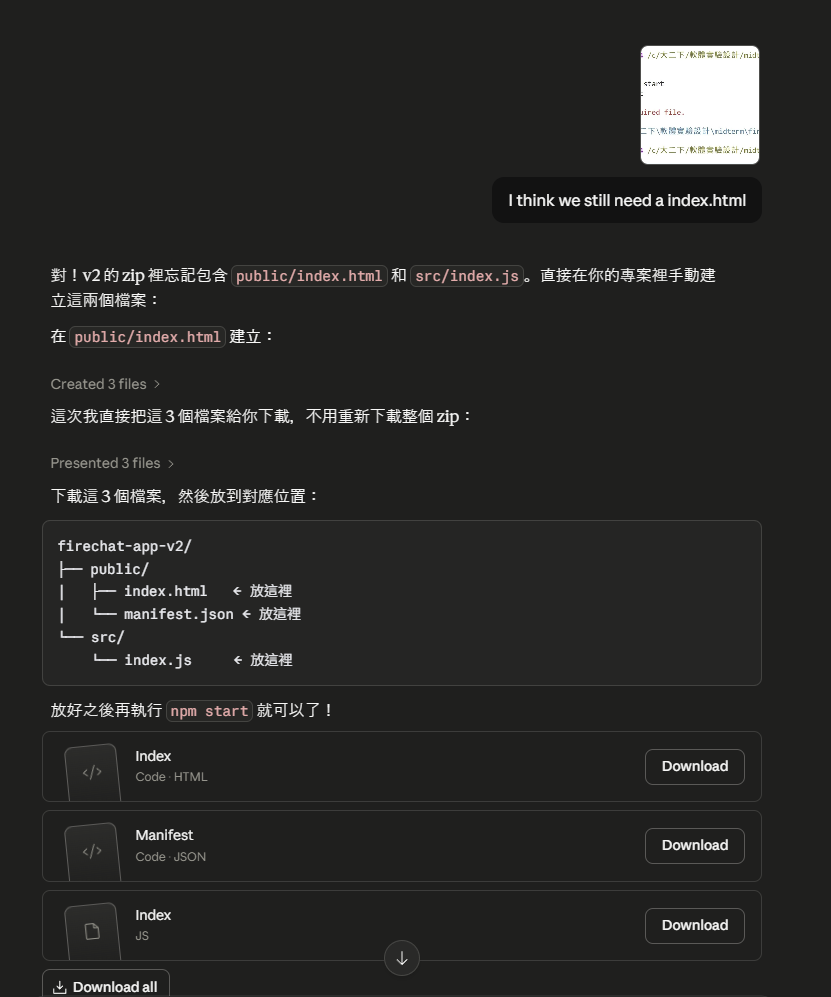 /c/大二下/軟體實驗設計/mid
start
uired file.
二下\軟體實驗設計\midterm\fir
/c/大二下/軟體實驗設計/mid
I think we still need a index.html
對！v2 的 zip 裡忘記包含 public/index.html 和 src/index.js。直接在你的專案裡手動建
立這兩個檔案：
在 public/index.html 建立：
Created 3 files >
這次我直接把這 3 個檔案給你下載，不用重新下載整個 zip：
Presented 3 files >
下載這 3 個檔案，然後放到對應位置：
firechat-app-v2/
├── public/
│   ├── index.html   ← 放這裡
│   └── manifest.json ← 放這裡
└── src/
    └── index.js     ← 放這裡
放好之後再執行 npm start 就可以了！
</> Index
Code · HTML
Download
</> Manifest
Code · JSON
Download
Index
JS
Download
Download all